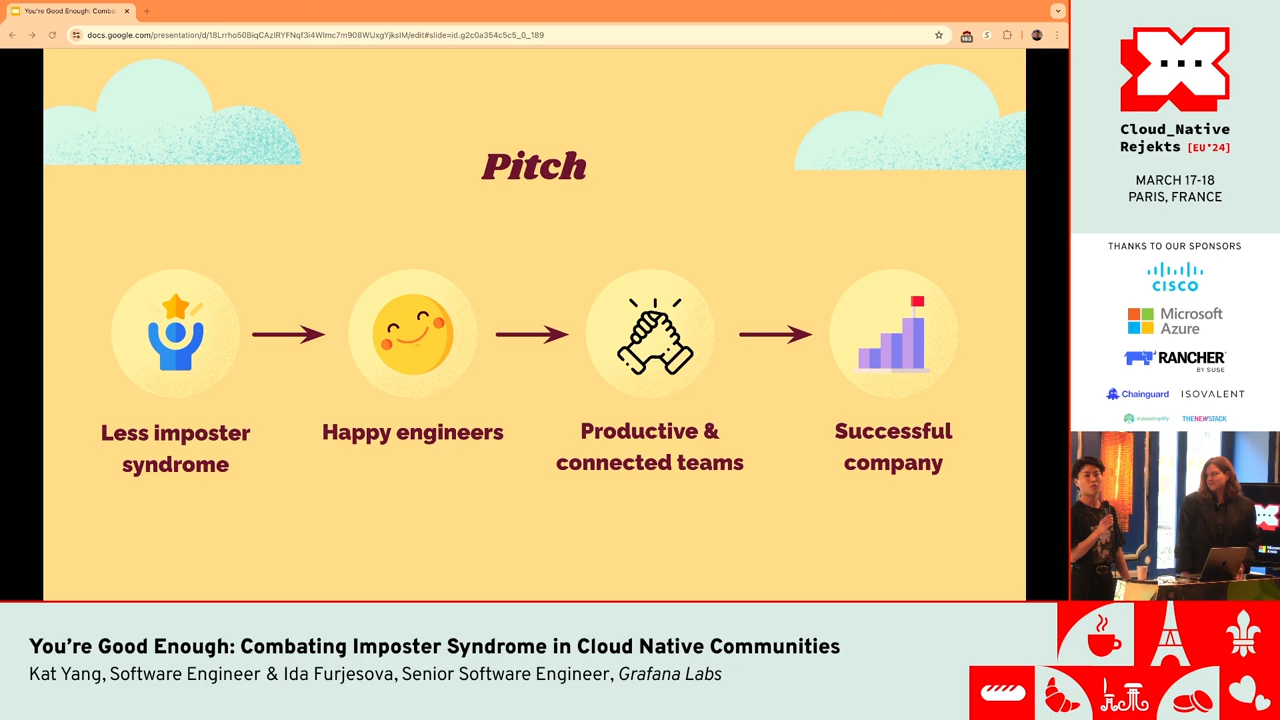 You're Good Enough: Combat
docs.google.com/presentation/d/18Lrrho50BiqCAzIRYFNqf3i4Wlmc7m908WUxgYjksIM/edit#slide=id.g2c0a354c5c5_0_189
163
Pitch
Less imposter
syndrome
Happy engineers
Productive &
connected teams
Successful
company
Cloud_Native
Rejekts [EU'24]
MARCH 17-18
PARIS, FRANCE
THANKS TO OUR SPONSORS
CISCO
Microsoft
Azure
RANCHER
BY SUSE
Chainguard
ISOVALENT
Kubesimplify
THENEWSTACK
You're Good Enough: Combating Imposter Syndrome in Cloud Native Communities
Kat Yang, Software Engineer & Ida Furjesova, Senior Software Engineer, Grafana Labs